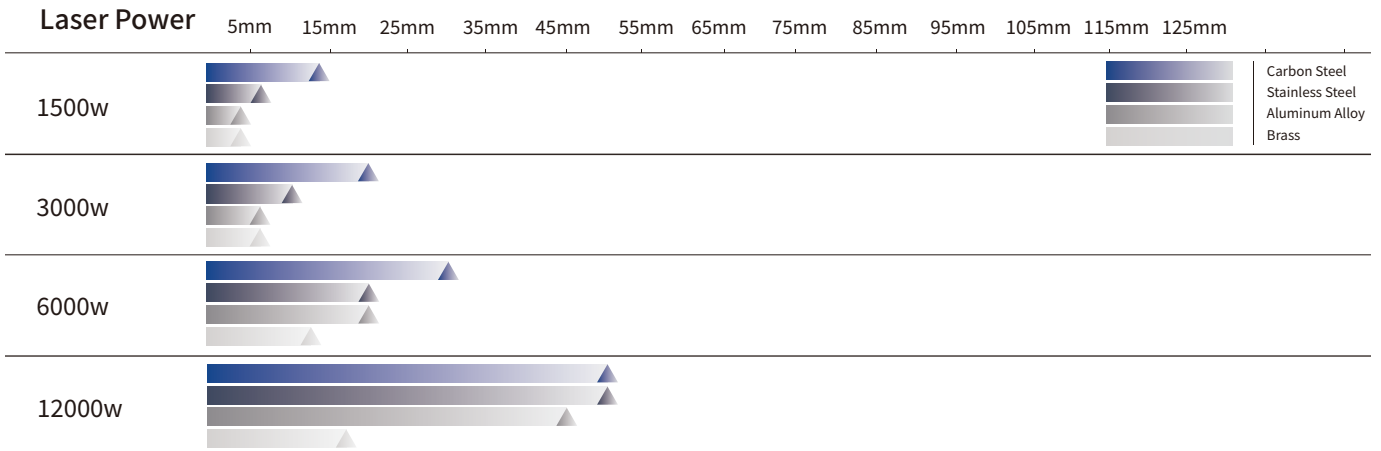 Laser Power 5mm 15mm 25mm 35mm 45mm 55mm 65mm 75mm 85mm 95mm 105mm 115mm 125mm
1500w
Carbon Steel
Stainless Steel
Aluminum Alloy
Brass
3000w
6000w
12000w